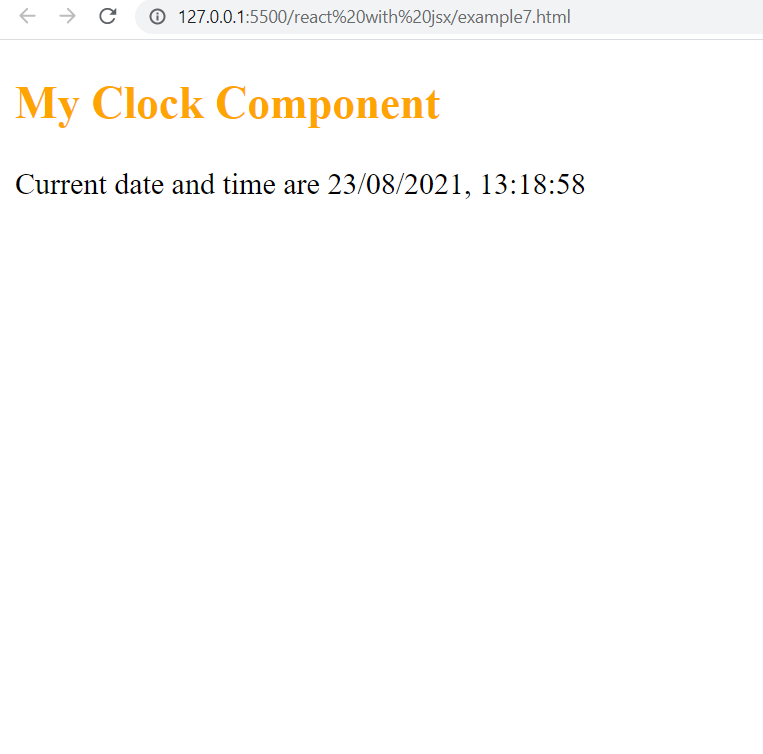 127.0.0.1:5500/react%20with%20jsx/example7.html
My Clock Component
Current date and time are 23/08/2021, 13:18:58